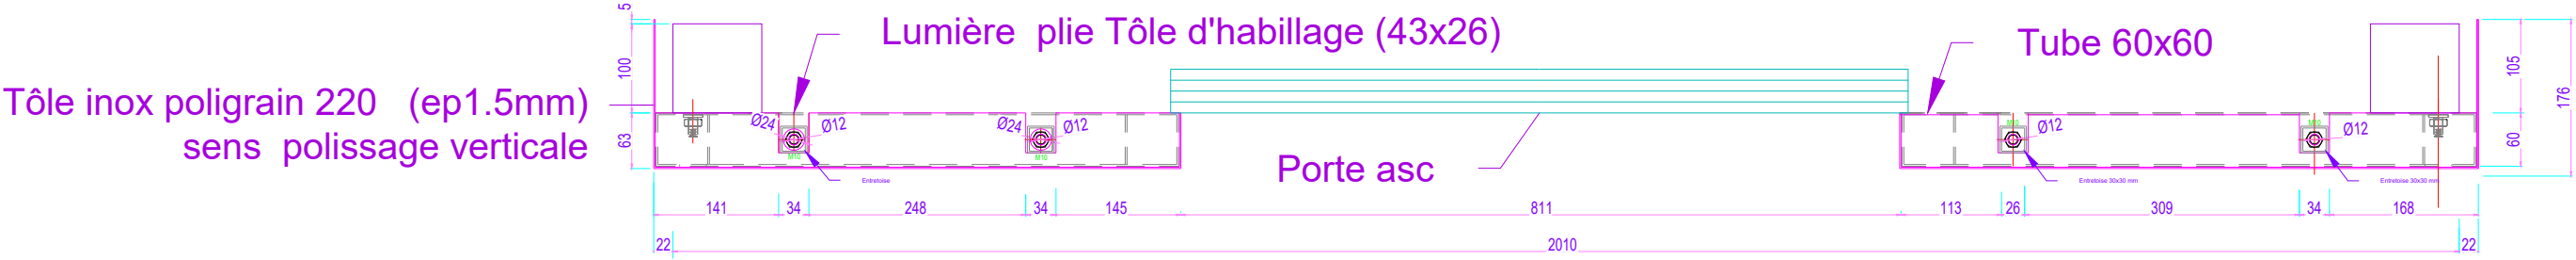 5
Lumière plie Tôle d'habillage (43x26)
Tube 60x60
100
105
176
Tôle inox poligrain 220 (ep1.5mm)
sens polissage verticale
63
Ø24
Ø12
Ø24
Ø12
M10
M10
M10
M10
Ø12
Ø12
60
Porte asc
Entretoise
Entretoise 30x30 mm
Entretoise 30x30 mm
141
34
248
34
145
811
113
26
309
34
168
22
2010
22